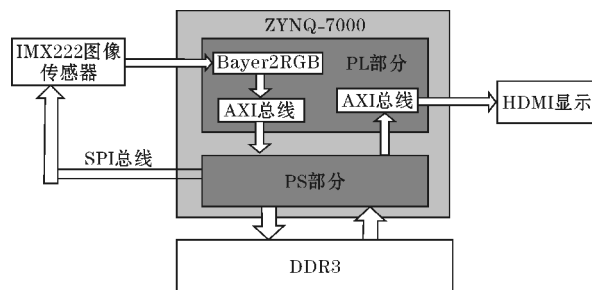 ZYNQ-7000
IMX222图像
传感器
Bayer2RGB
PL部分
AXI总线
AXI总线
HDMI显示
SPI总线
PS部分
DDR3